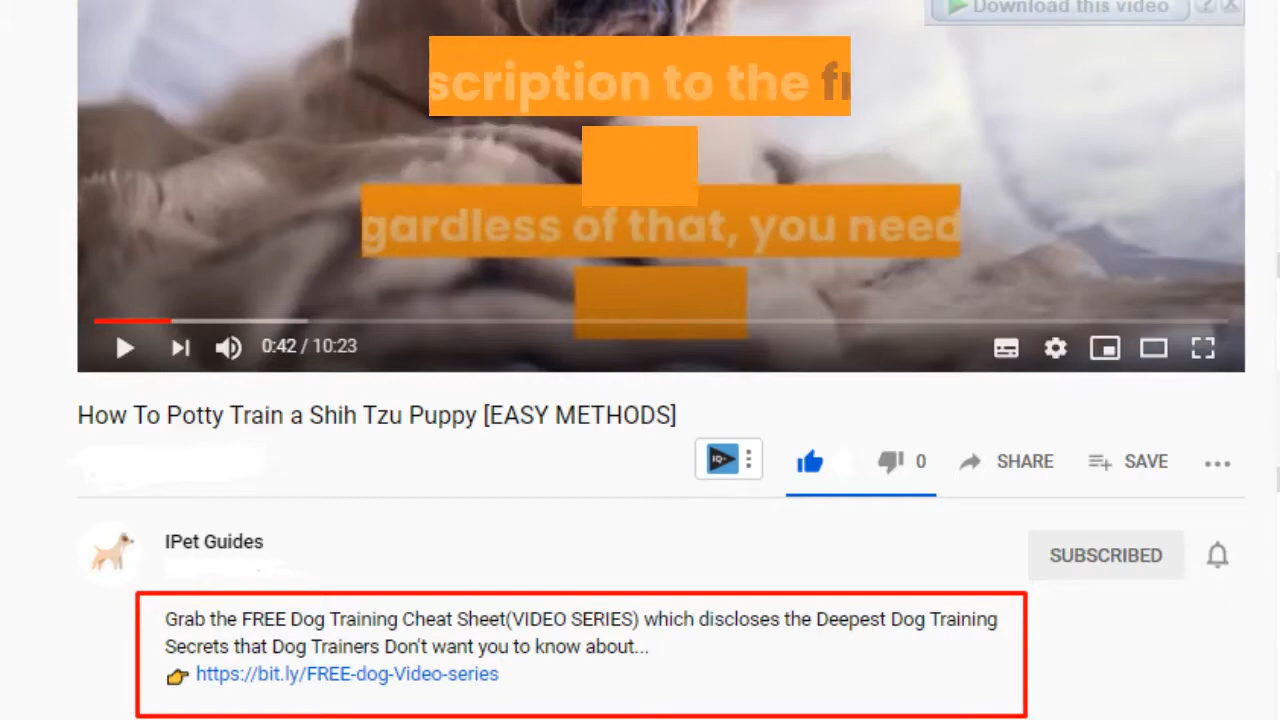 Download this video
scription to the
gardless of that, you need
0:42 / 10:23
How To Potty Train a Shih Tzu Puppy [EASY METHODS]
IQ
0
SHARE
SAVE
IPet Guides
SUBSCRIBED
Grab the FREE Dog Training Cheat Sheet(VIDEO SERIES) which discloses the Deepest Dog Training
Secrets that Dog Trainers Don't want you to know about...
https://bit.ly/FREE-dog-Video-series